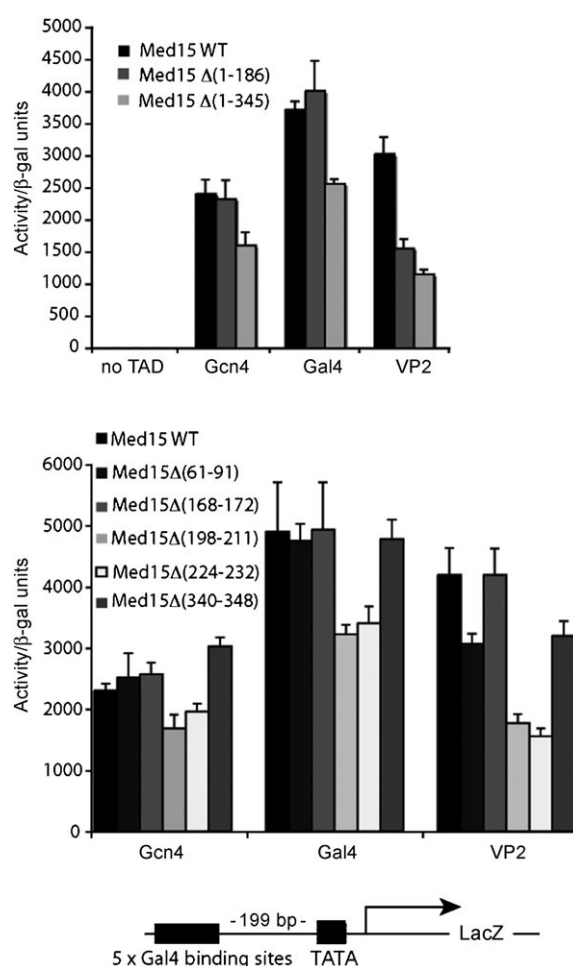 5000
4500
4000
3500
3000
2500
2000
1500
1000
500
0
Activity/β-gal units
Med15 WT
Med15 Δ(1-186)
Med15 Δ(1-345)
no TAD Gcn4 Gal4 VP2
6000
5000
4000
3000
2000
1000
0
Activity/β-gal units
Med15 WT
Med15Δ(61-91)
Med15Δ(168-172)
Med15Δ(198-211)
Med15Δ(224-232)
Med15Δ(340-348)
Gcn4 Gal4 VP2
-199 bp-
LacZ
5 x Gal4 binding sites TATA